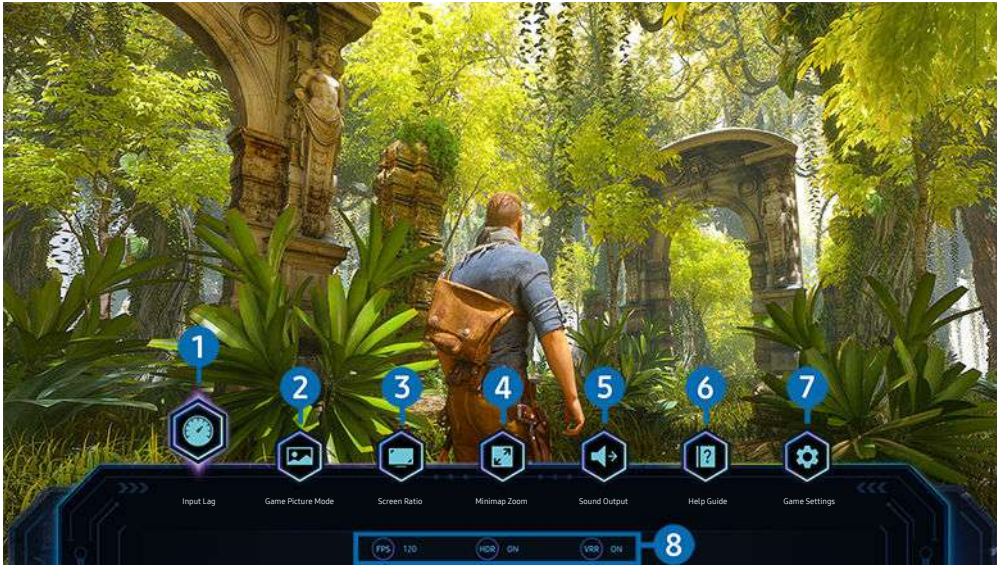 1
2 3 4 5 6 7
Input Lag Game Picture Mode Screen Ratio Minimap Zoom Sound Output Help Guide Game Settings
FPS 120 HDR ON VRR ON 8